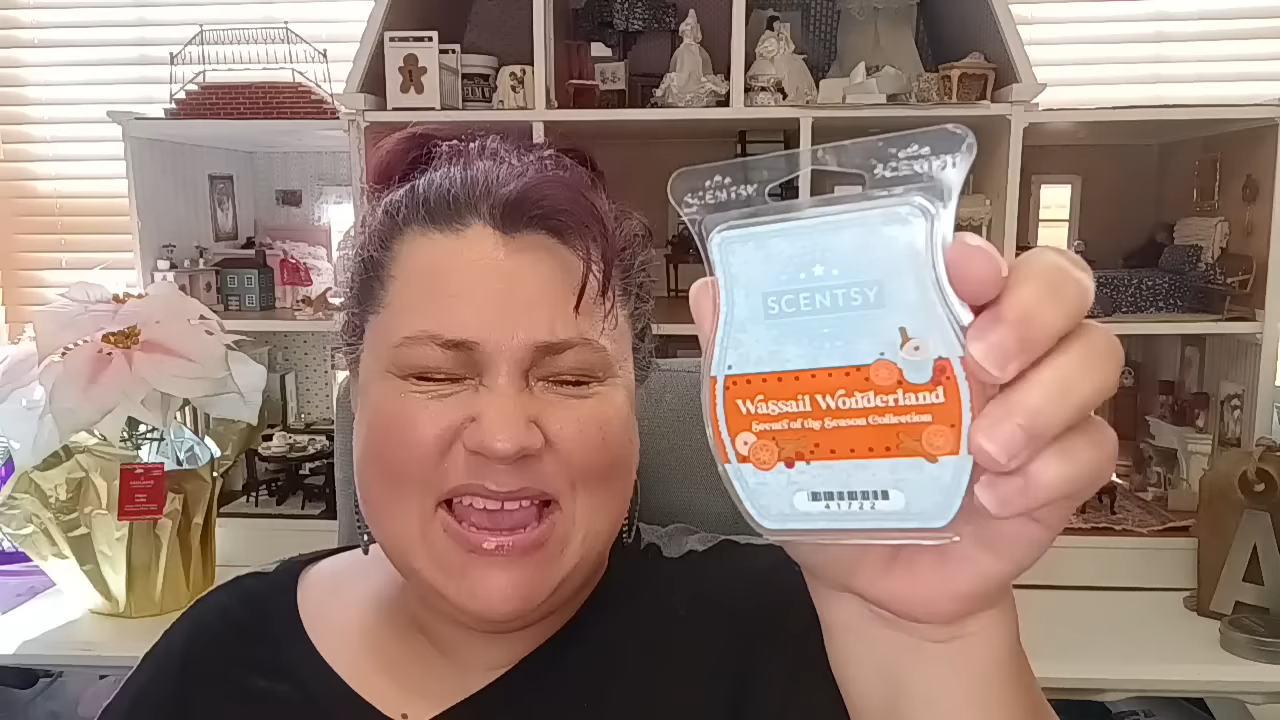 SCENTSY
SCENTSY
SCENTSY
Wassail Wonderland
Scents of the Season Collection
41722
A